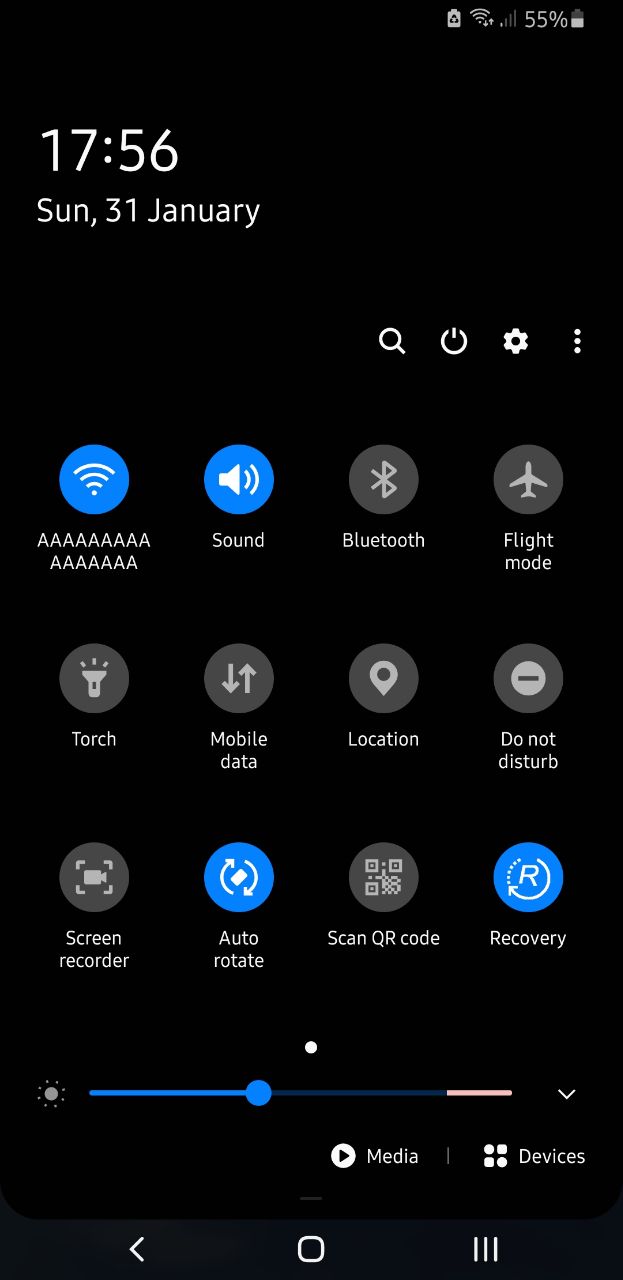 55%
17:56
Sun, 31 January
AAAAAAAAA
AAAAAAA
Sound
Bluetooth
Flight
mode
Torch
Mobile
data
Location
Do not
disturb
Screen
recorder
Auto
rotate
Scan QR code
R
Recovery
Media | Devices